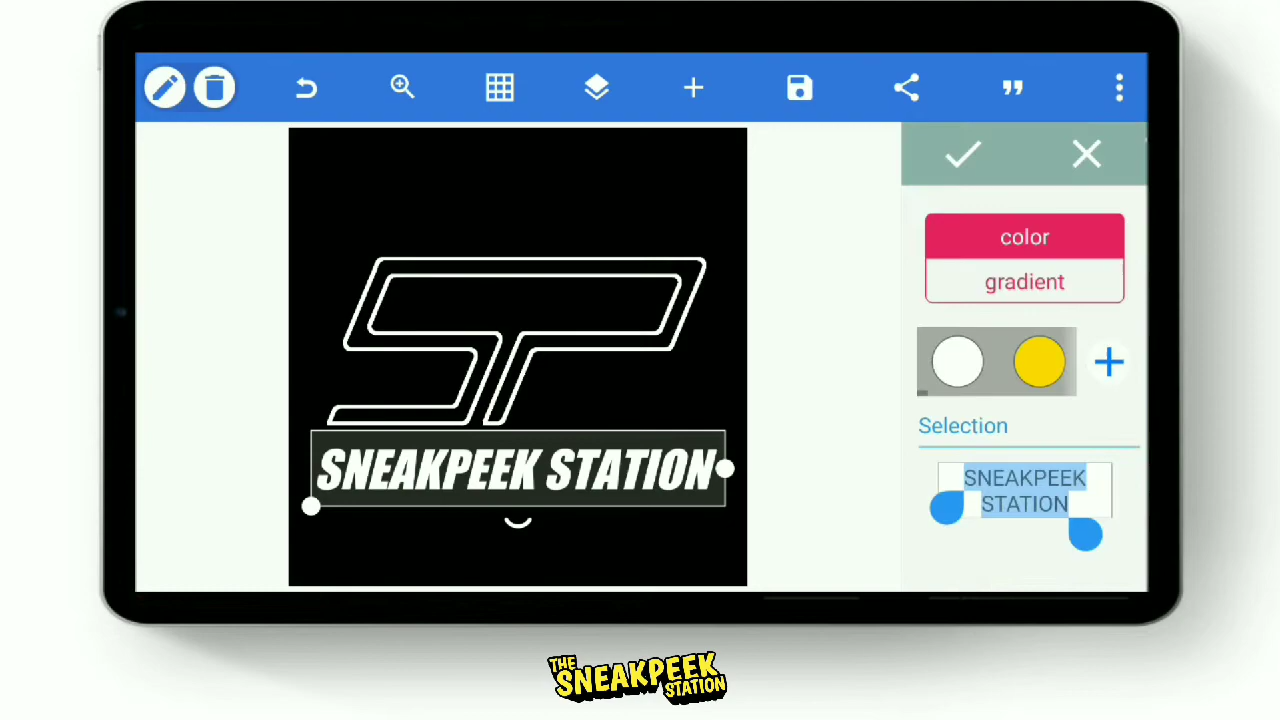 color
gradient
Selection
SNEAKPEEK STATION
SNEAKPEEK
STATION
THE
SNEAKPEEK
STATION